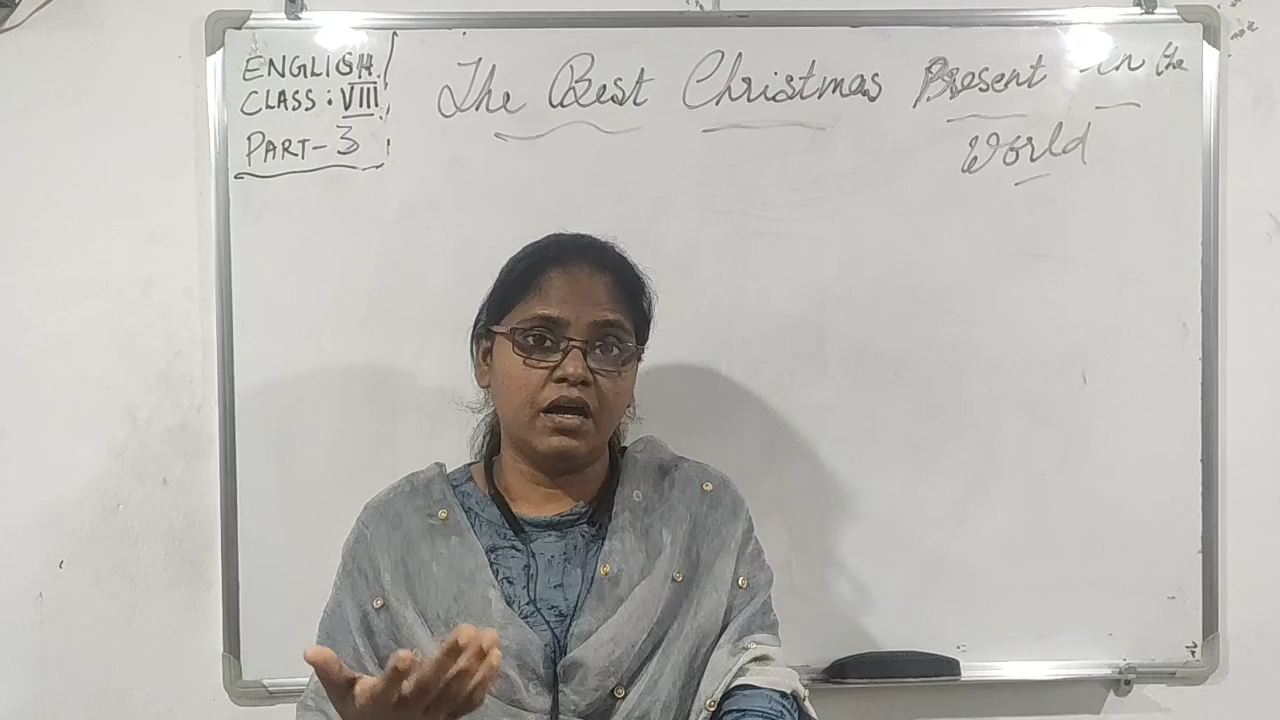 ENGLISH
CLASS: VIII
PART-3
The Best Christmas Present in the
World